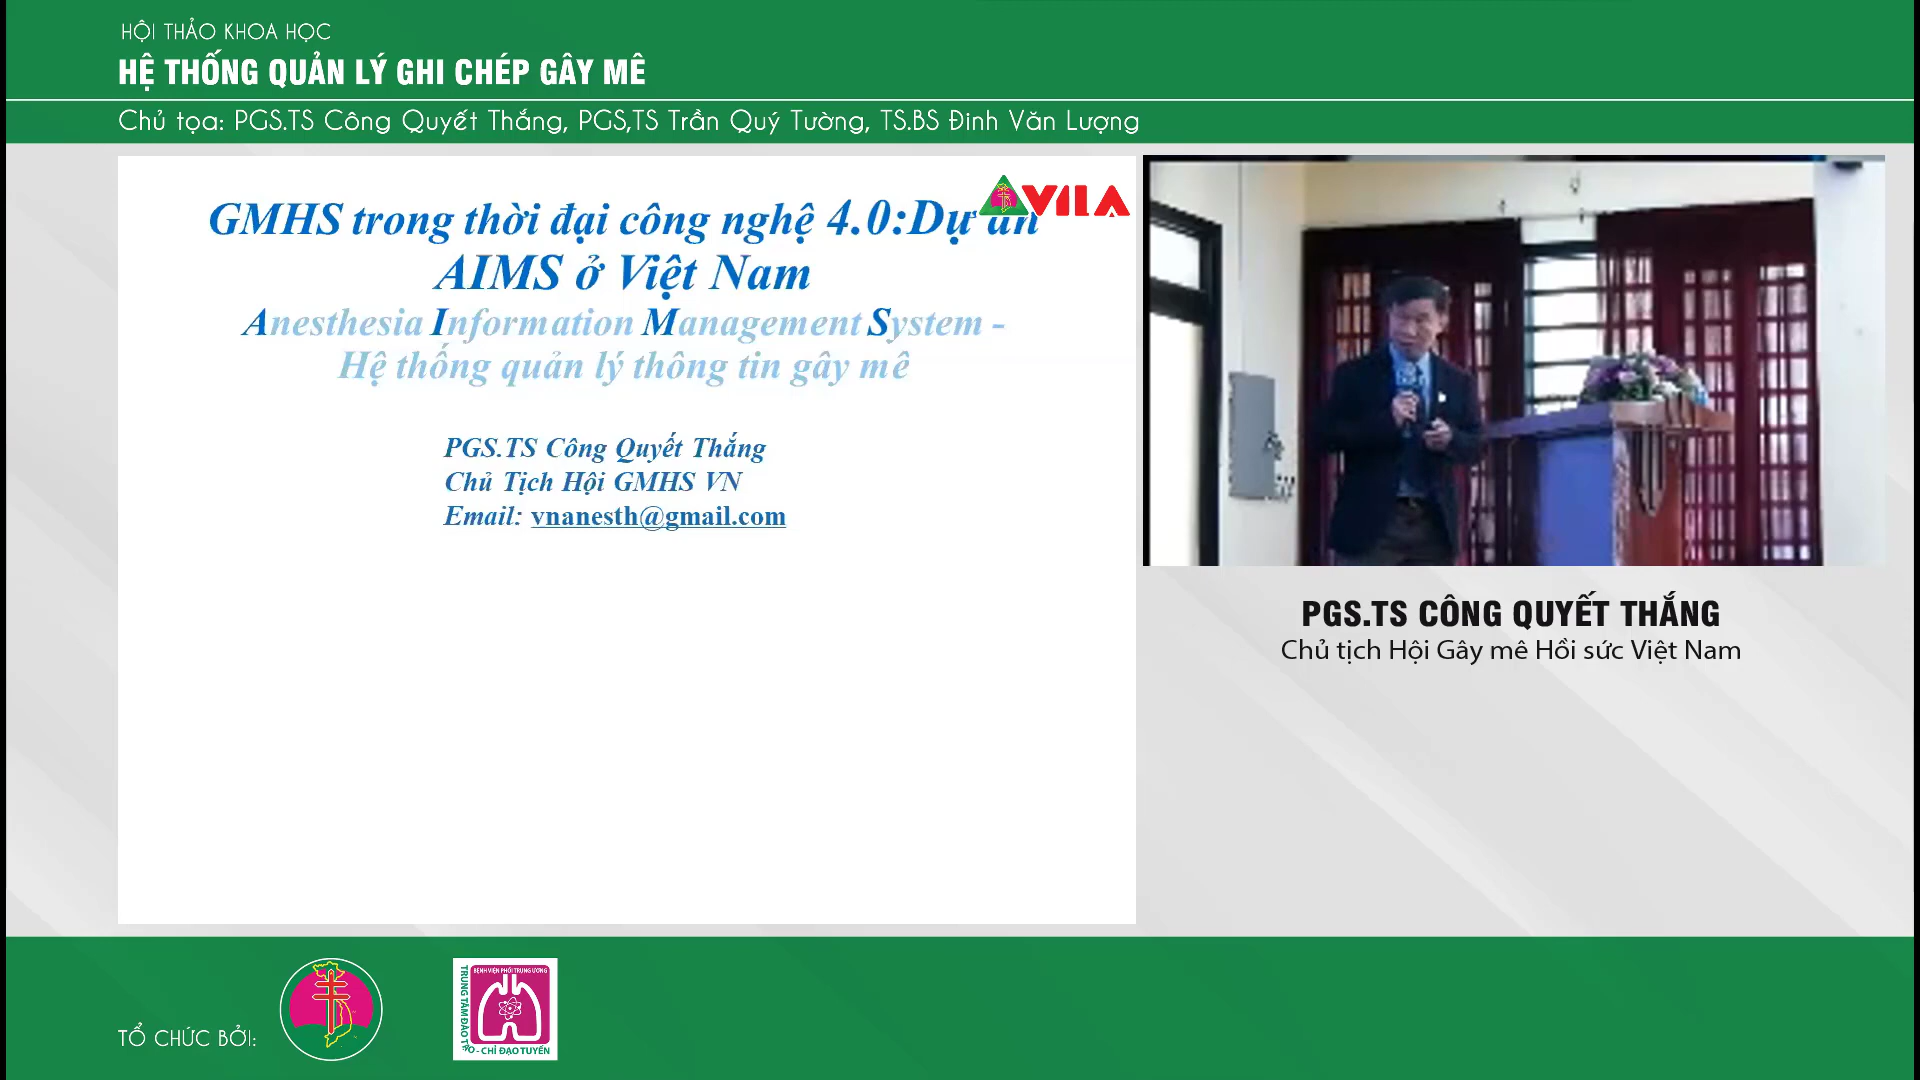 HỘI THẢO KHOA HỌC
HỆ THỐNG QUẢN LÝ GHI CHÉP GÂY MÊ
Chủ tọa: PGS.TS Công Quyết Thắng, PGS,TS Trần Quý Tường, TS.BS Đinh Văn Lượng
VILA
GMHS trong thời đại công nghệ 4.0:Dự án
AIMS ở Việt Nam
Anesthesia Information Management System -
Hệ thống quản lý thông tin gây mê
PGS.TS Công Quyết Thắng
Chủ Tịch Hội GMHS VN
Email: vnanesth@gmail.com
PGS.TS CÔNG QUYẾT THẮNG
Chủ tịch Hội Gây mê Hồi sức Việt Nam
TỔ CHỨC BỞI:
BỆNH VIỆN PHỔI TRUNG ƯƠNG
TRUNG TÂM ĐÀO TẠO - CHỈ ĐẠO TUYẾN